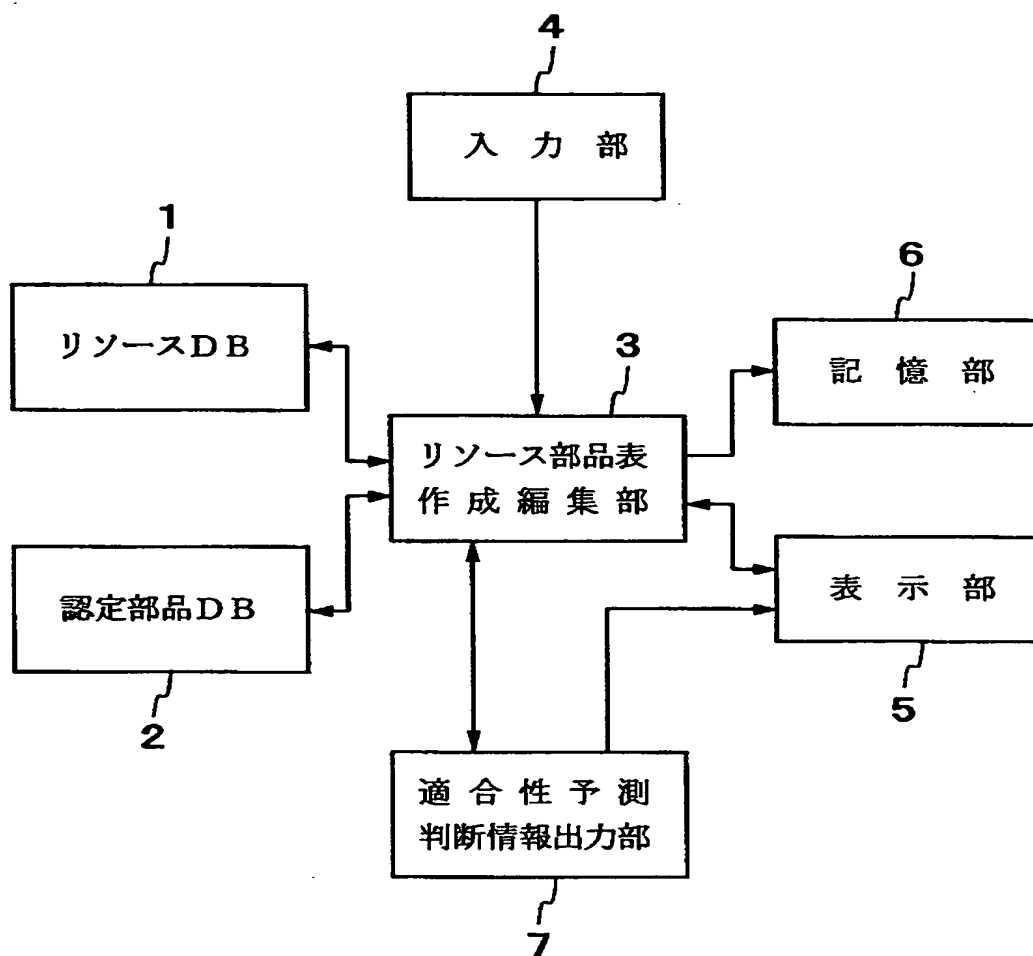 4
入力部
1
リソースDB
6
記憶部
3
リソース部品表
作成編集部
認定部品DB
2
表示部
5
適合性予測
判断情報出力部
7